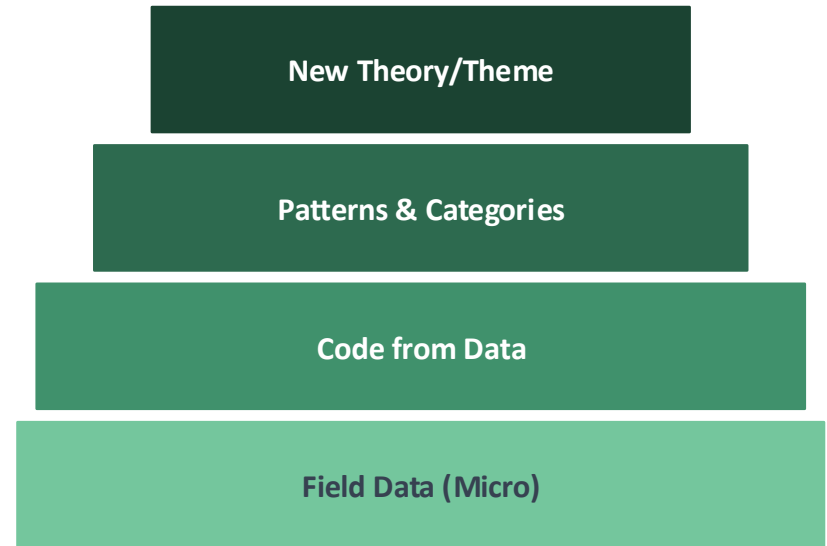 New Theory/Theme
Patterns & Categories
Code from Data
Field Data (Micro)